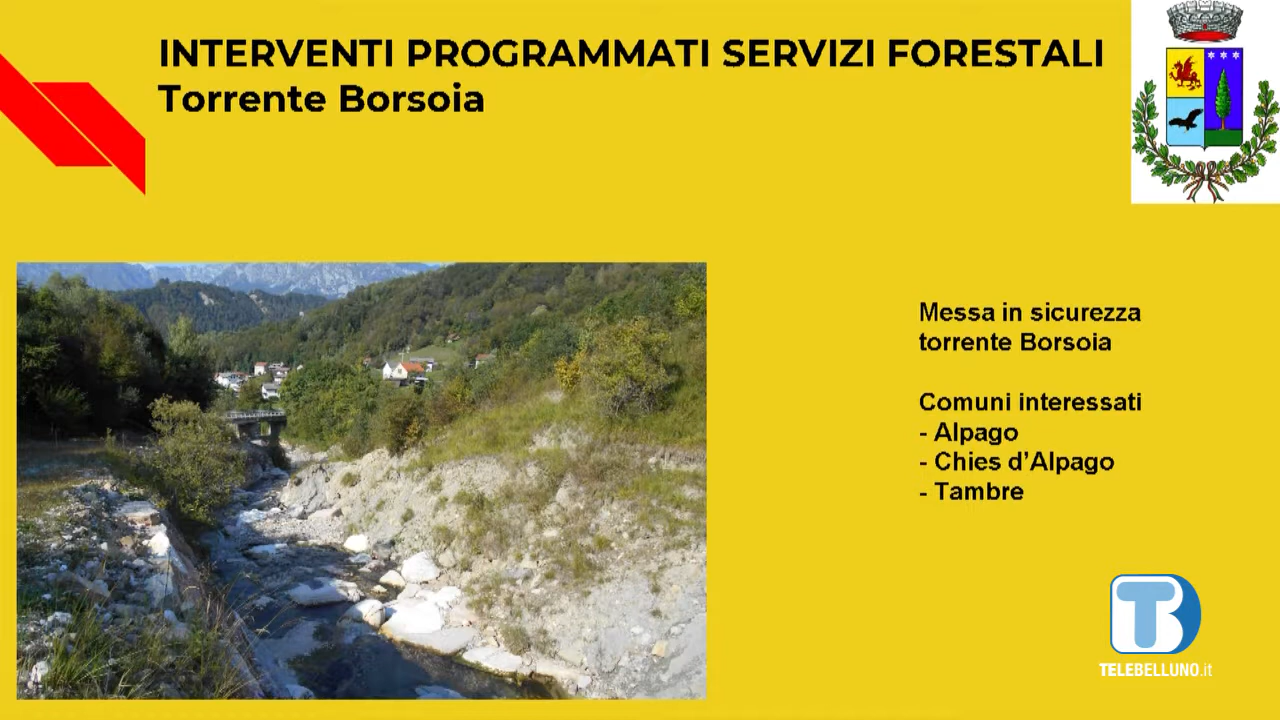 INTERVENTI PROGRAMMATI SERVIZI FORESTALI
Torrente Borsoia
Messa in sicurezza
torrente Borsoia
Comuni interessati
- Alpago
- Chies d’Alpago
- Tambre
TB
TELEBELLUNO.it